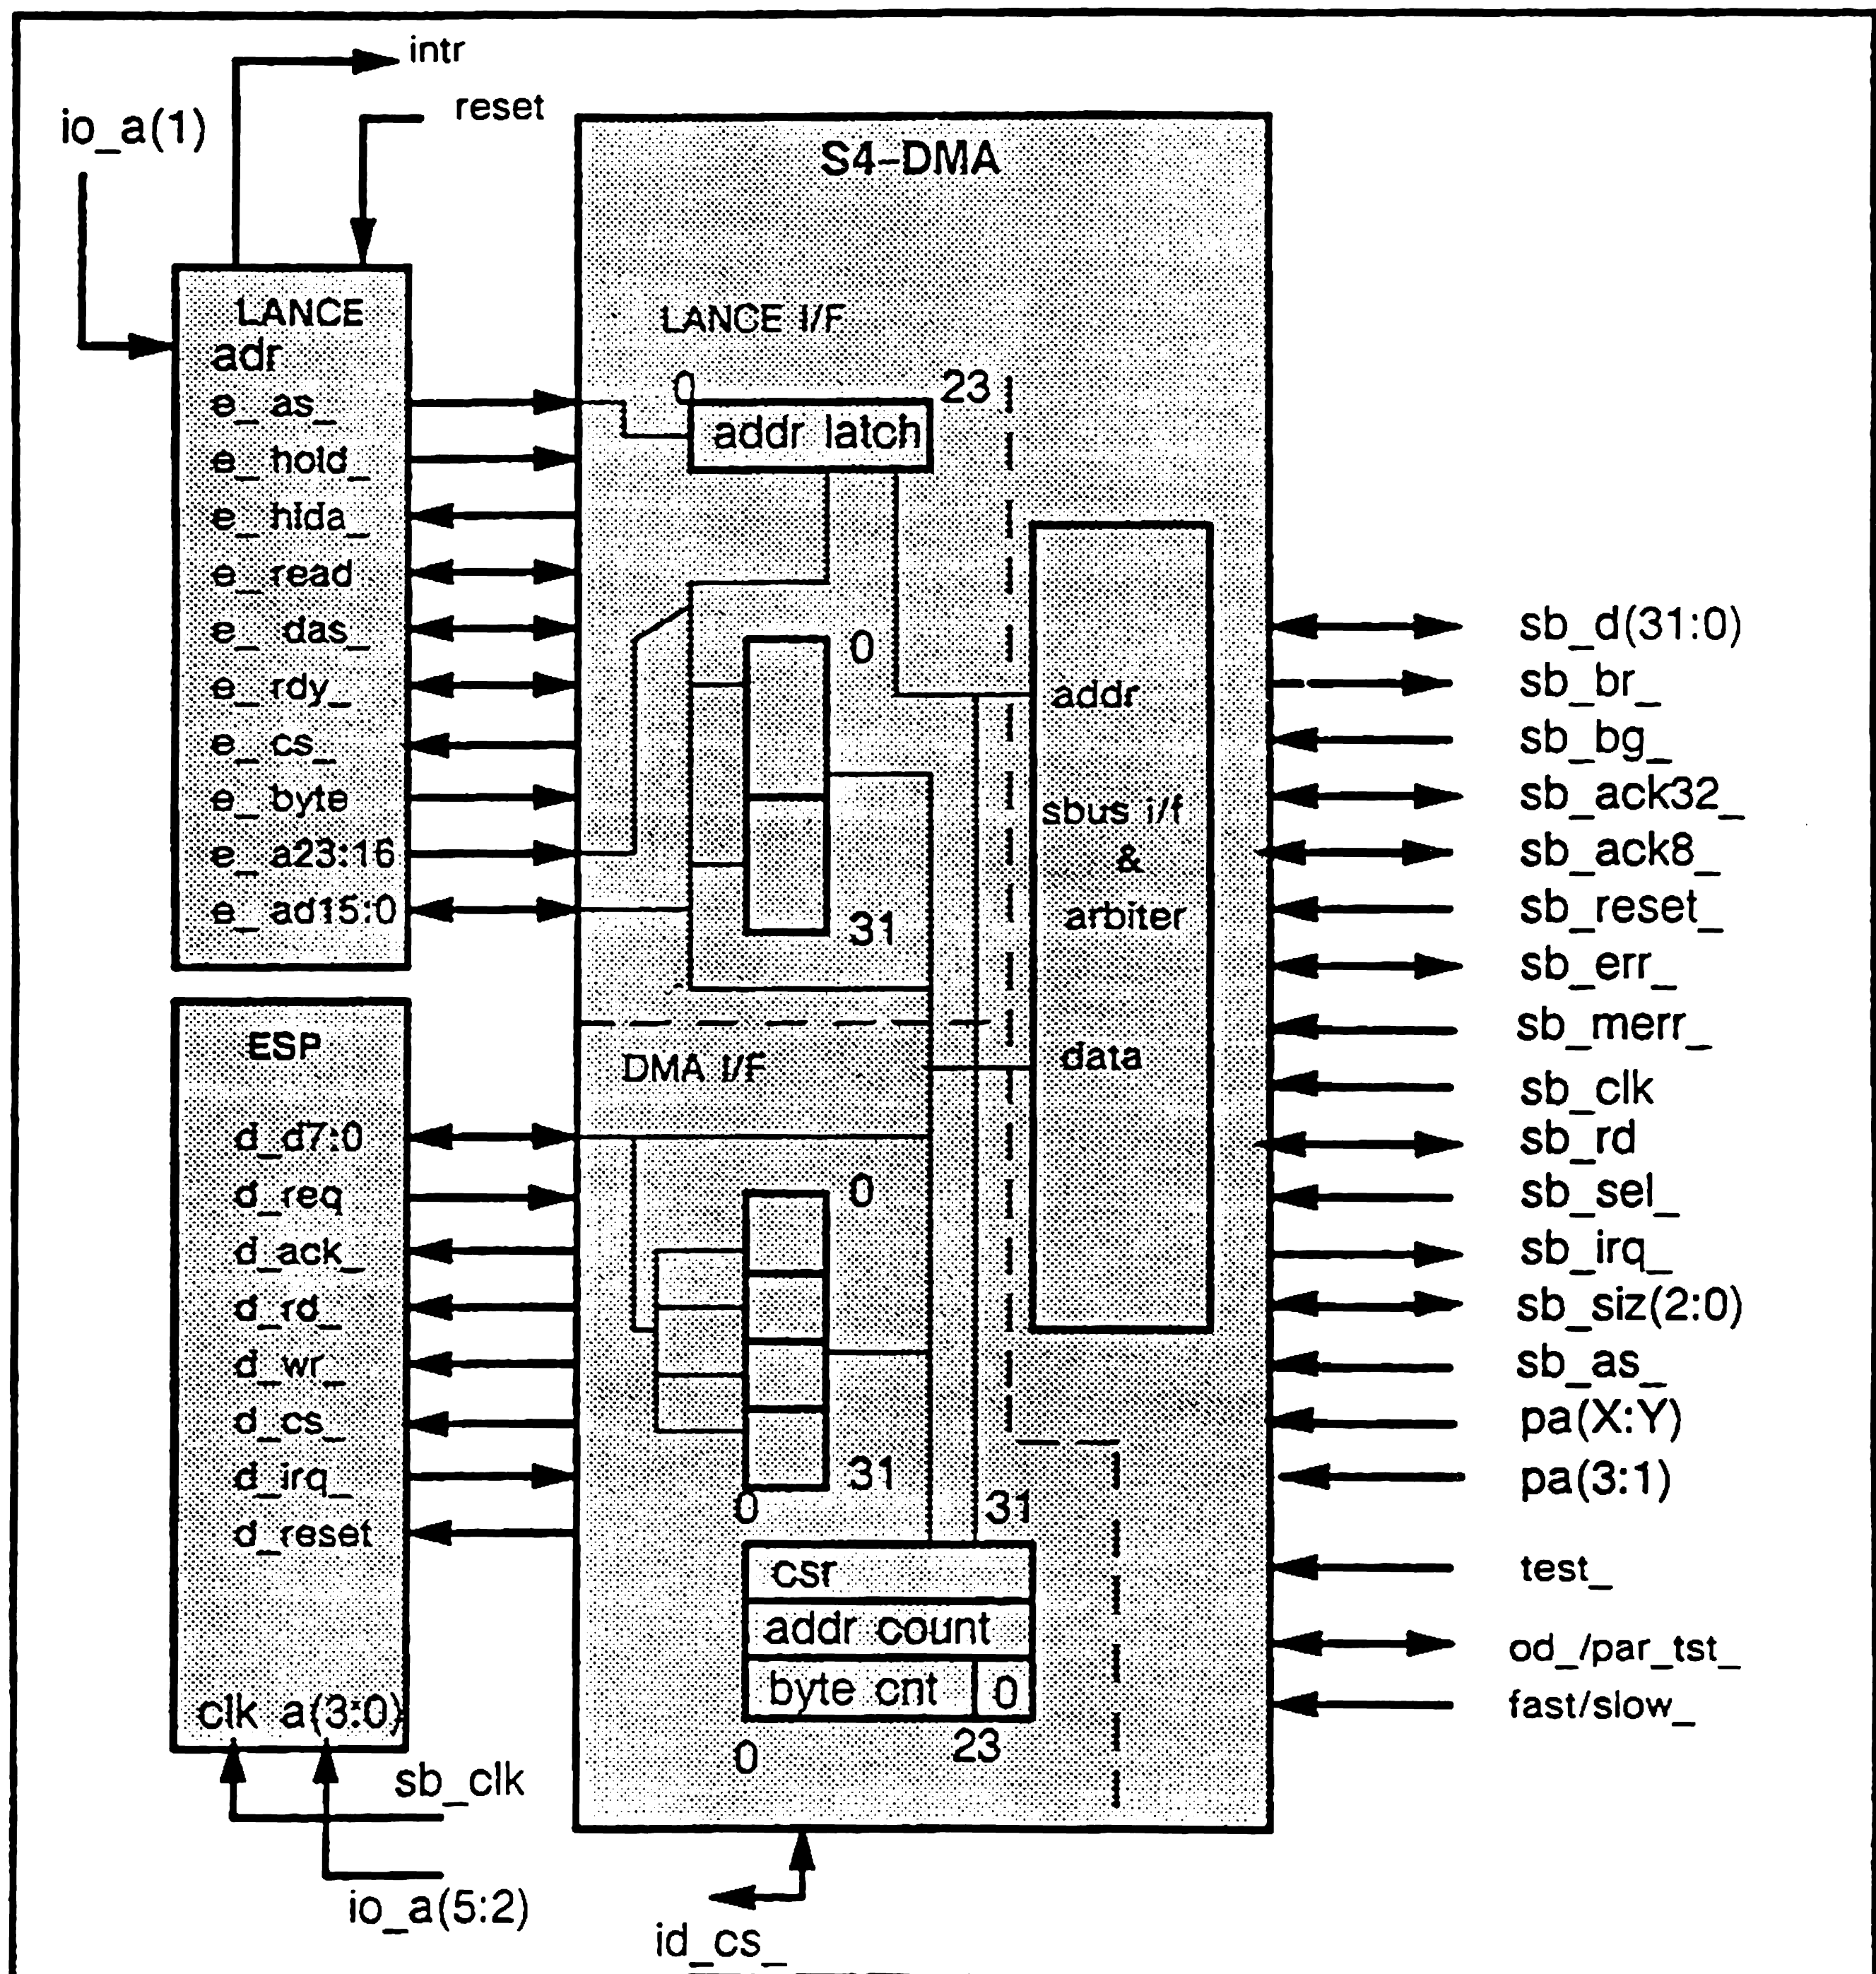 intr
reset
io_a(1)
S4-DMA
LANCE
adr
e_as_
e_hold_
e_hlda_
e_read
e_das_
e_rdy_
e_cs_
e_byte
e_a23:16
e_ad15:0
LANCE I/F
0
23
addr latch
0
31
addr
sbus i/f
&
arbiter
data
ESP
d_d7:0
d_req
d_ack_
d_rd_
d_wr_
d_cs_
d_irq_
d_reset
clk a(3:0)
sb_clk
io_a(5:2)
DMA I/F
0
31
0
31
csr
addr count
byte cnt
0
0
23
id_cs_
sb_d(31:0)
sb_br_
sb_bg_
sb_ack32_
sb_ack8_
sb_reset_
sb_err_
sb_merr_
sb_clk
sb_rd
sb_sel_
sb_irq_
sb_siz(2:0)
sb_as_
pa(X:Y)
pa(3:1)
test_
od_/par_tst_
fast/slow_